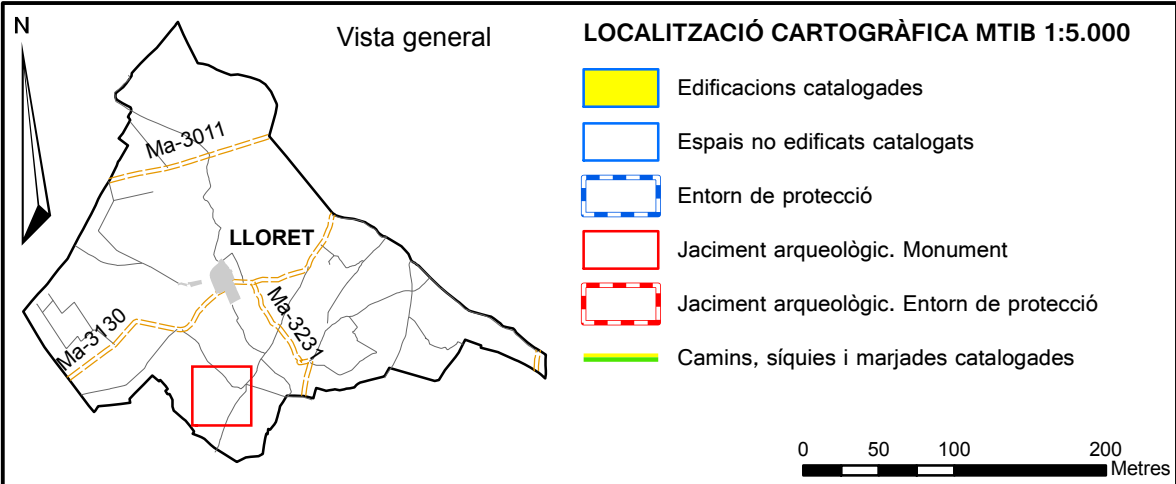 N
Vista general
Ma-3011
LLORET
Ma-3130
Ma-3231
LOCALITZACIÓ CARTOGRÀFICA MTIB 1:5.000
Edificacions catalogades
Espais no edificats catalogats
Entorn de protecció
Jaciment arqueològic. Monument
Jaciment arqueològic. Entorn de protecció
Camins, síquies i marjades catalogades
0 50 100 200
Metres